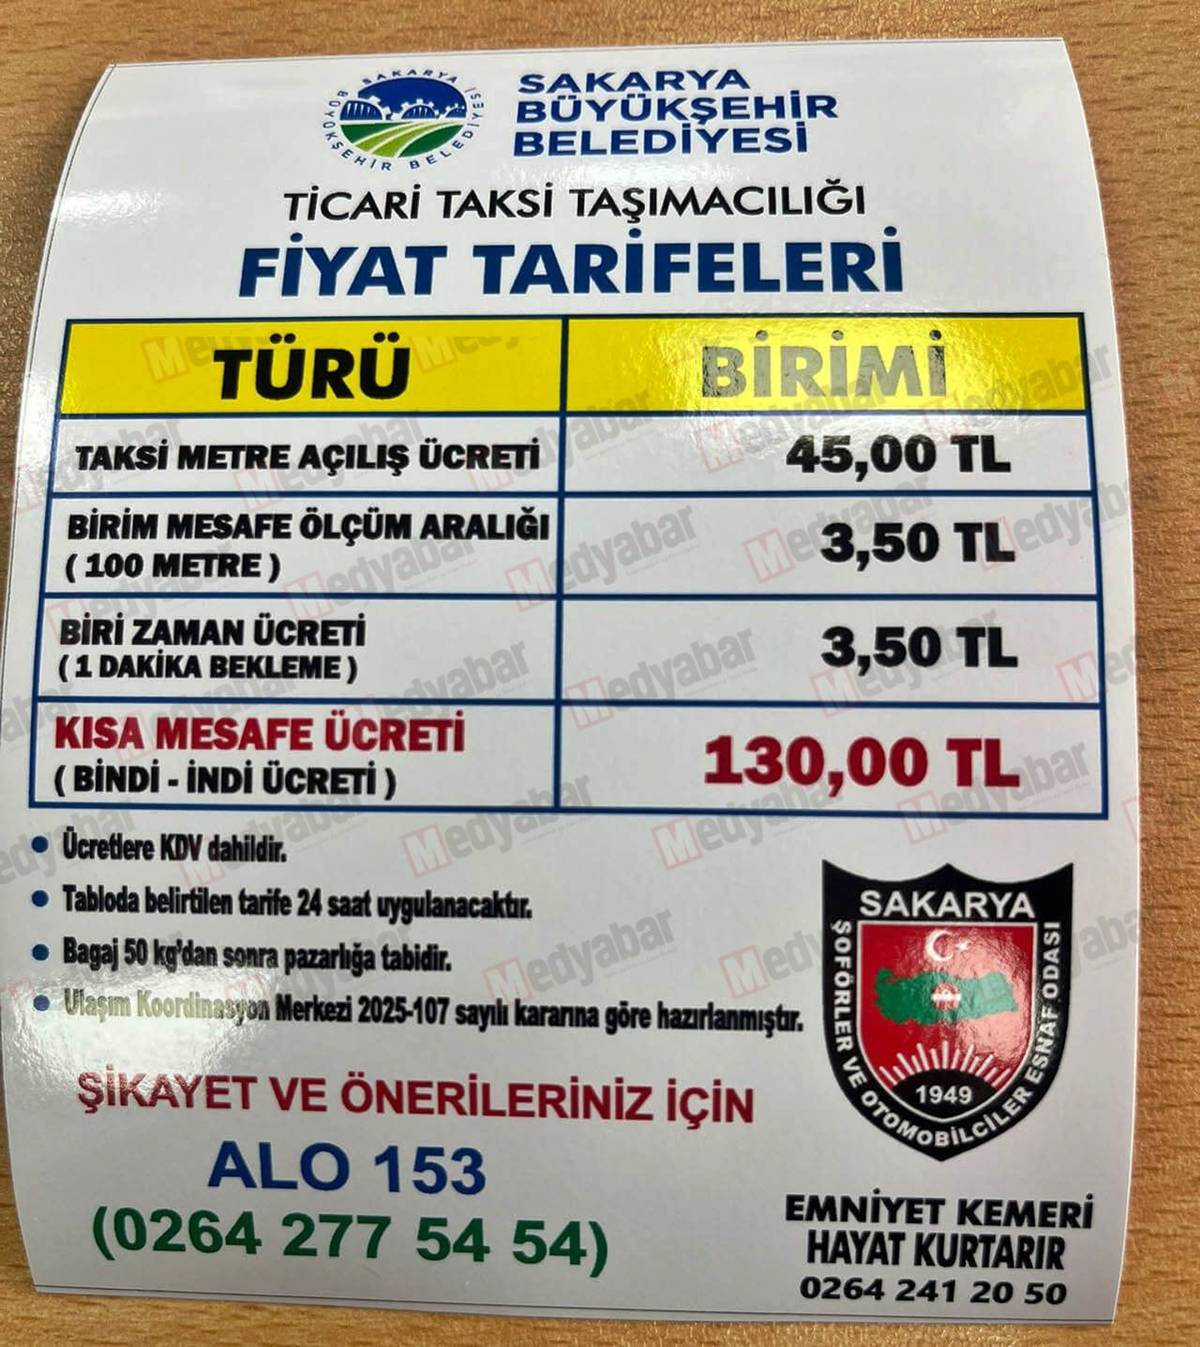 SAKARYA
BÜYÜKŞEHİR BELEDİYESİ
SAKARYA
BÜYÜKŞEHİR
BELEDİYESİ
TİCARİ TAKSİ TAŞIMACILIĞI
FİYAT TARİFELERİ
TÜRÜ BİRİMİ
TAKSİ METRE AÇILIŞ ÜCRETİ 45,00 TL
BİRİM MESAFE ÖLÇÜM ARALIĞI
( 100 METRE ) 3,50 TL
BİRİ ZAMAN ÜCRETİ
( 1 DAKİKA BEKLEME ) 3,50 TL
KISA MESAFE ÜCRETİ
( BİNDİ - İNDİ ÜCRETİ ) 130,00 TL
• Ücretlere KDV dahildir.
• Tabloda belirtilen tarife 24 saat uygulanacaktır.
• Bagaj 50 kg'dan sonra pazarlığa tabidir.
• Ulaşım Koordinasyon Merkezi 2025-107 sayılı kararına göre hazırlanmıştır.
SAKARYA
ŞOFÖRLER VE OTOMOBİLCİLER ESNAF ODASI
1949
ŞİKAYET VE ÖNERİLERİNİZ İÇİN
ALO 153
(0264 277 54 54)
EMNİYET KEMERİ
HAYAT KURTARIR
0264 241 20 50
Medyabar